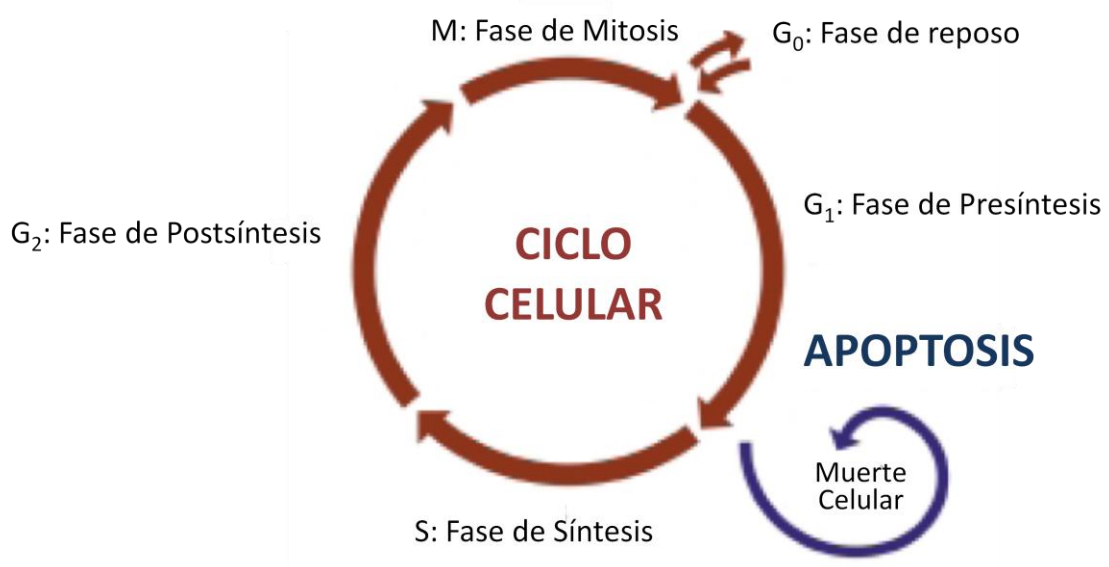 M: Fase de Mitosis
G₀: Fase de reposo
G₁: Fase de Presíntesis
G₂: Fase de Postsíntesis
CICLO
CELULAR
APOPTOSIS
Muerte
Celular
S: Fase de Síntesis